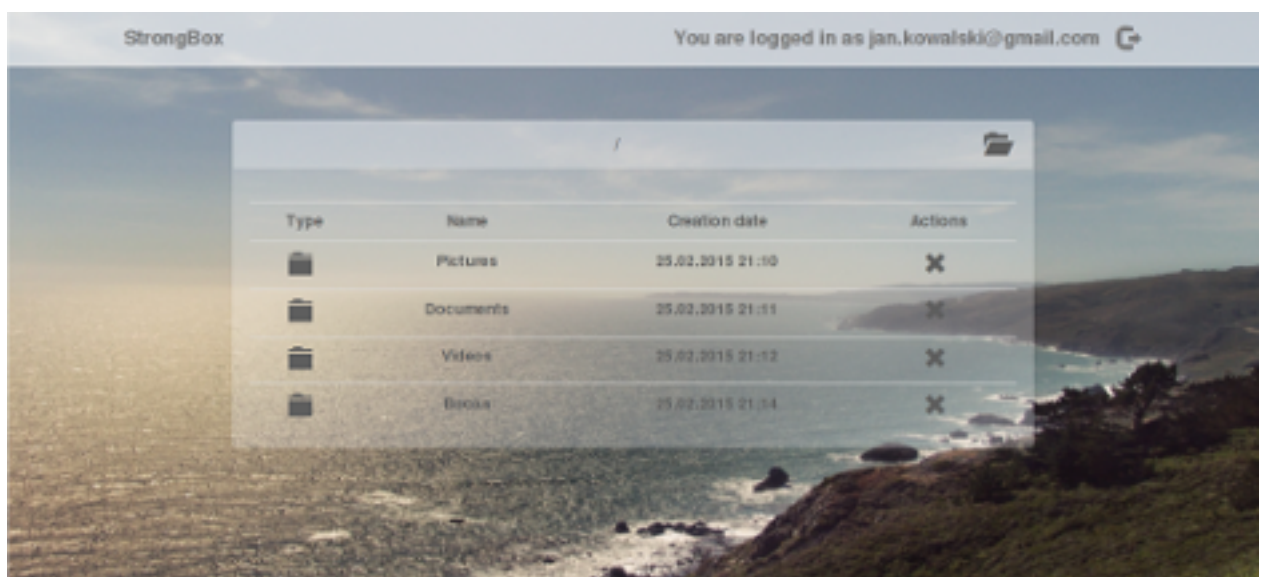 StrongBox You are logged in as jan.kowalski@gmail.com
/
Type Name Creation date Actions
Pictures 25.02.2015 21:10
Documents 25.02.2015 21:11
Videos 25.02.2015 21:12
25.02.2015 21:14